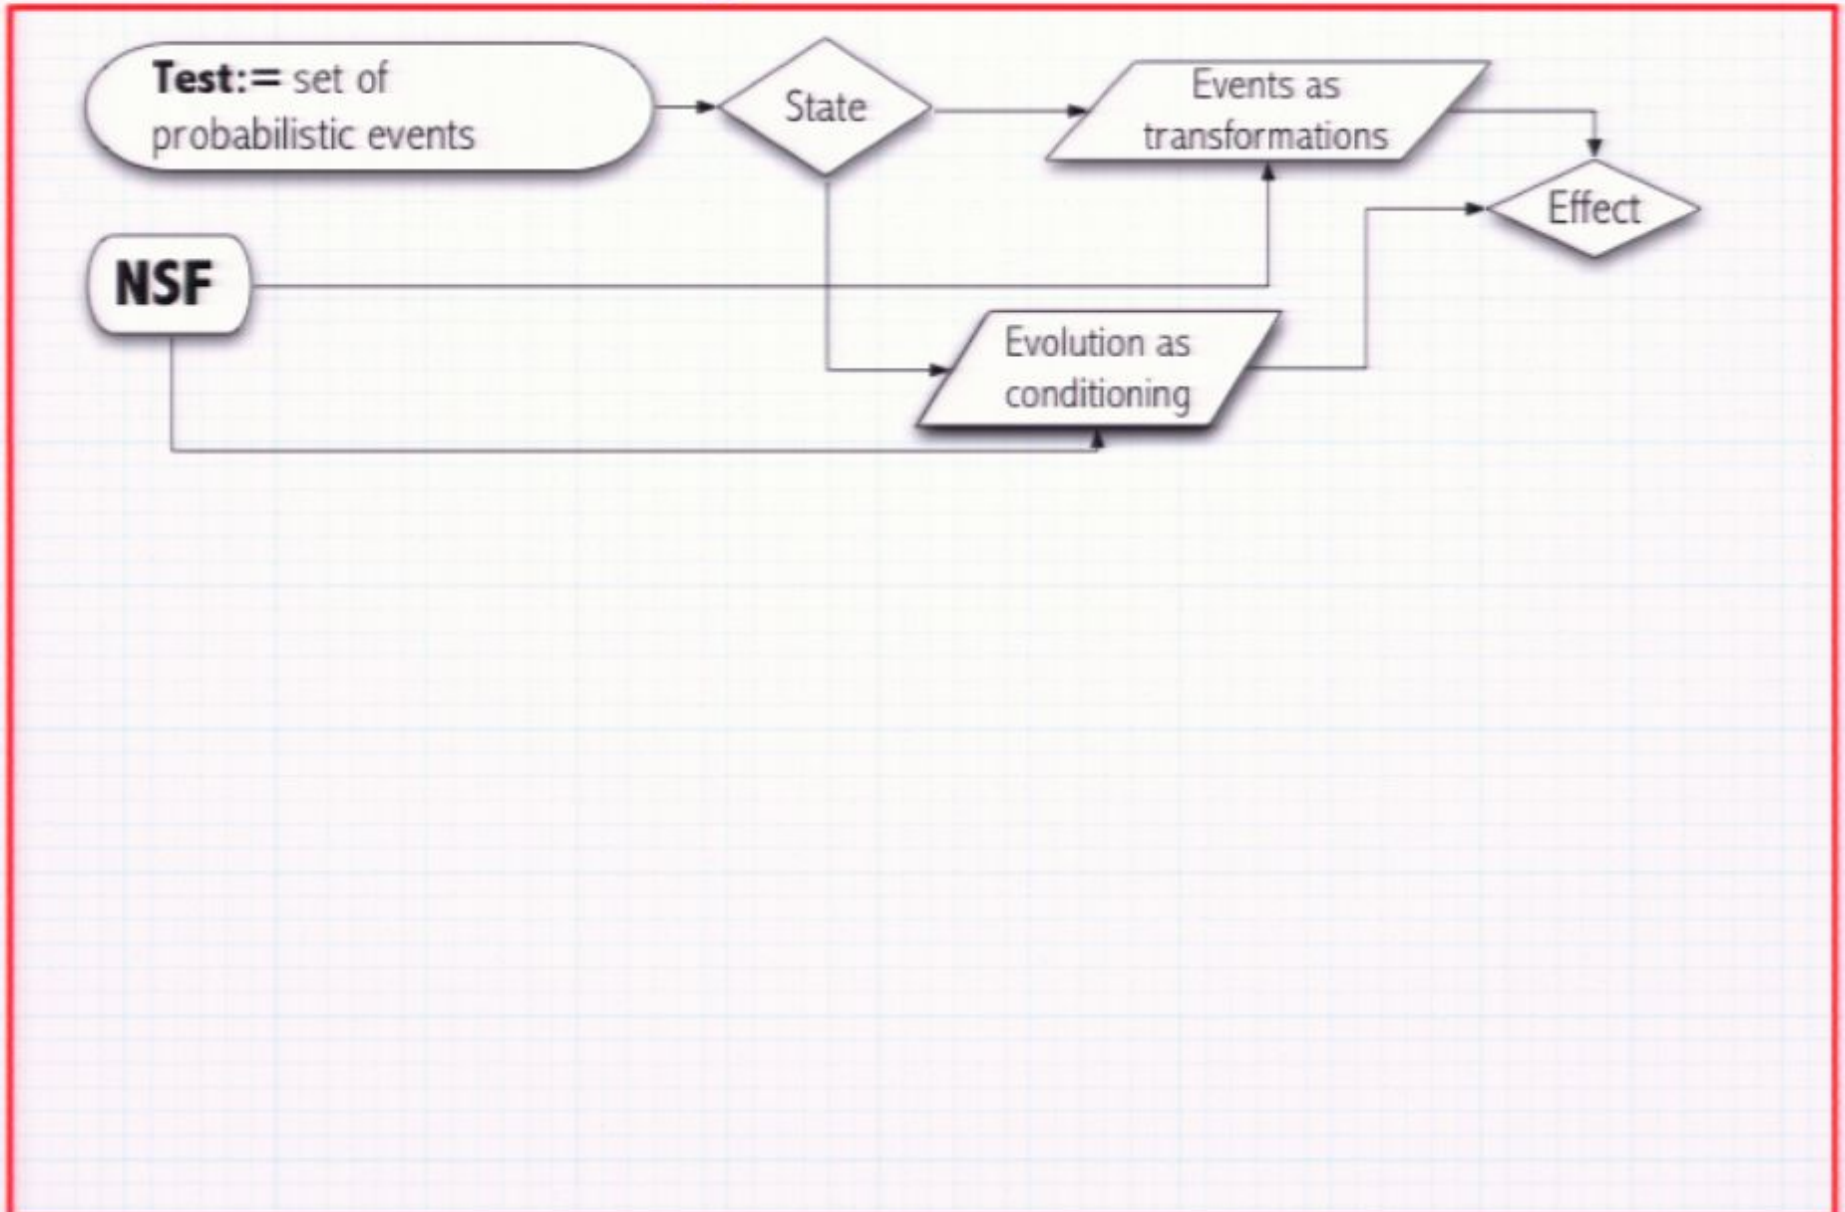 Test:= set of
probabilistic events
State
Events as
transformations
Effect
NSF
Evolution as
conditioning